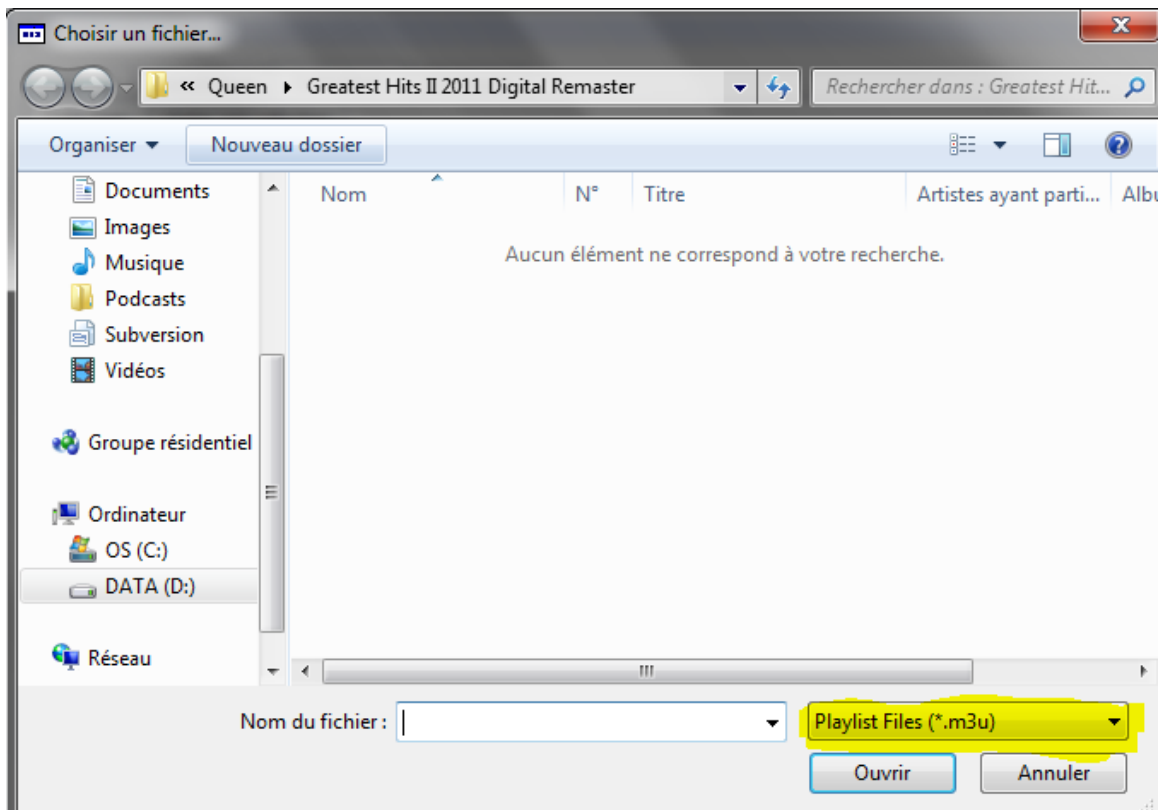 Choisir un fichier...
« Queen Greatest Hits II 2011 Digital Remaster Rechercher dans : Greatest Hit...
Organiser Nouveau dossier
Documents
Images
Musique
Podcasts
Subversion
Vidéos
Groupe résidentiel
Ordinateur
OS (C:)
DATA (D:)
Réseau
Nom N° Titre Artistes ayant parti... Albu
Aucun élément ne correspond à votre recherche.
Nom du fichier : Playlist Files (*.m3u)
Ouvrir Annuler